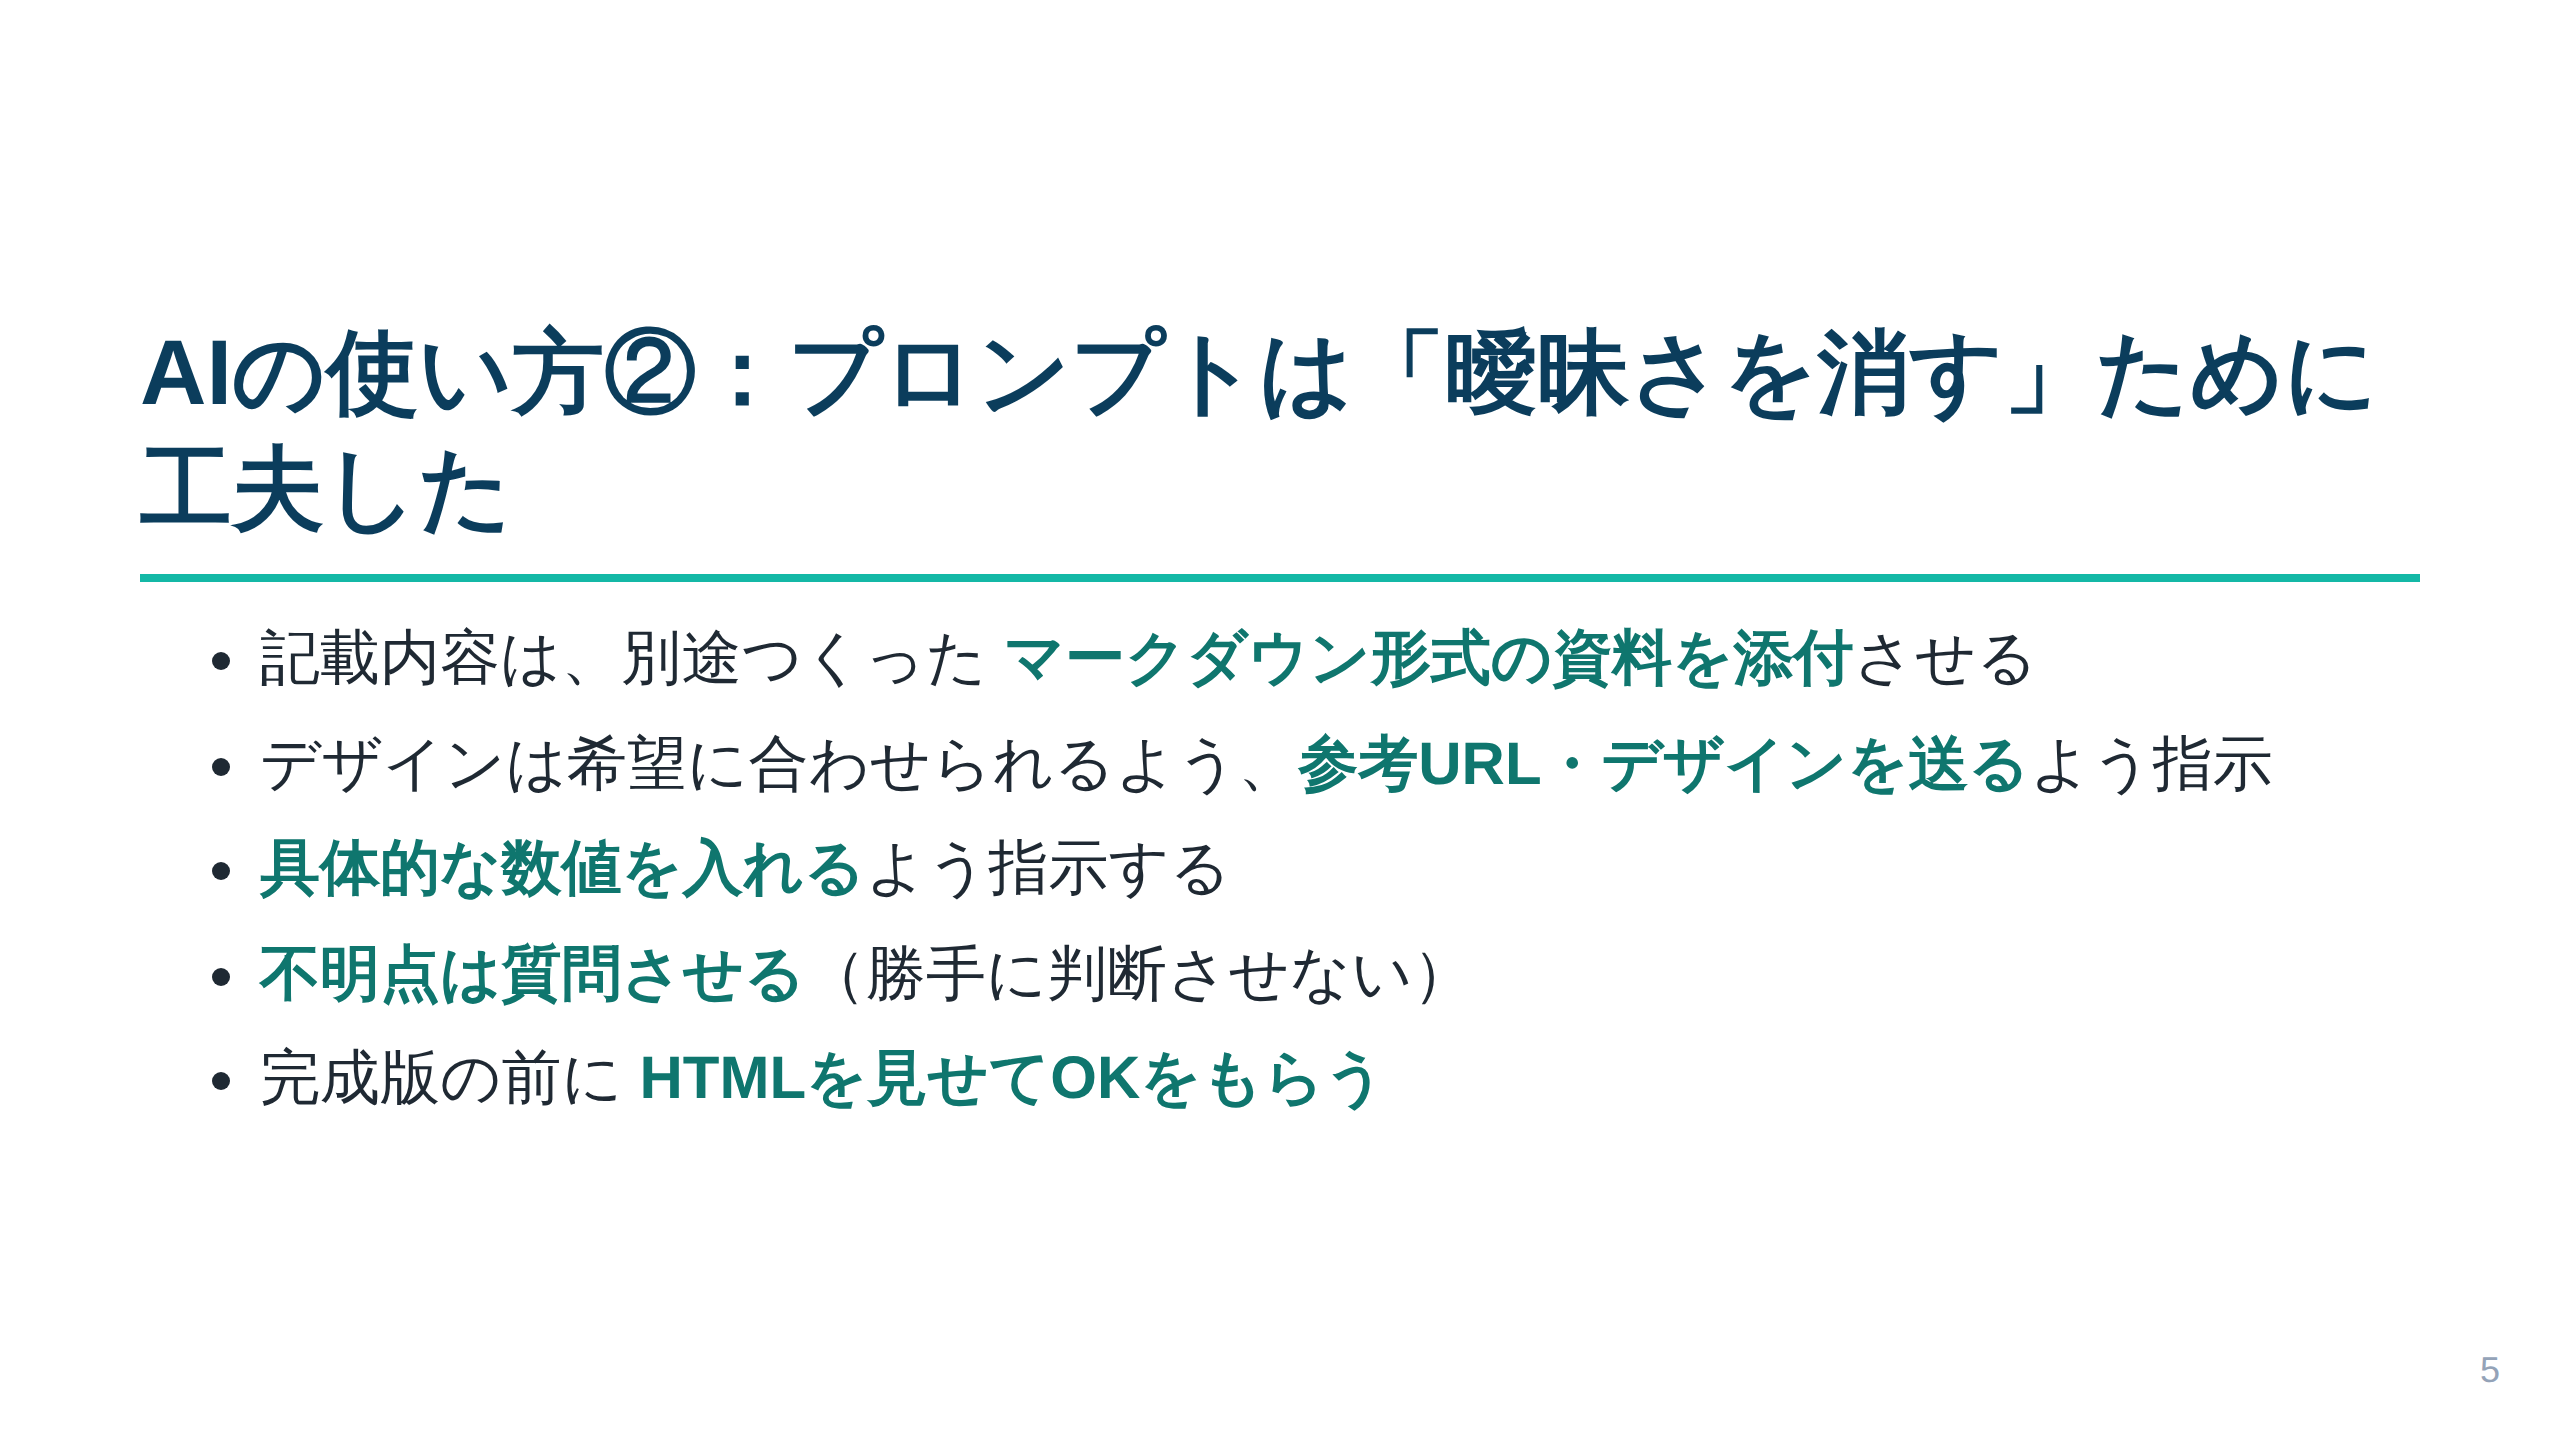 AIの使い方②：プロンプトは「曖昧さを消す」ために
工夫した
• 記載内容は、別途つくった マークダウン形式の資料を添付させる
• デザインは希望に合わせられるよう、参考URL・デザインを送るよう指示
• 具体的な数値を入れるよう指示する
• 不明点は質問させる（勝手に判断させない）
• 完成版の前に HTMLを見せてOKをもらう
5